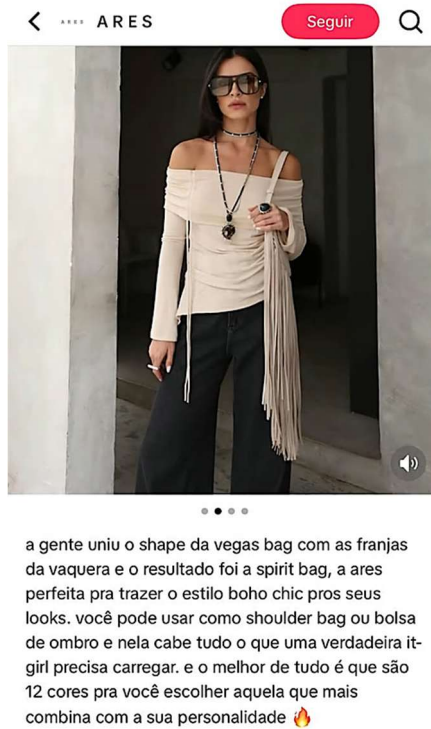 ARES ARES Seguir
a gente uniu o shape da vegas bag com as franjas
da vaquera e o resultado foi a spirit bag, a ares
perfeita pra trazer o estilo boho chic pros seus
looks. você pode usar como shoulder bag ou bolsa
de ombro e nela cabe tudo o que uma verdadeira it-
girl precisa carregar. e o melhor de tudo é que são
12 cores pra você escolher aquela que mais
combina com a sua personalidade 🔥